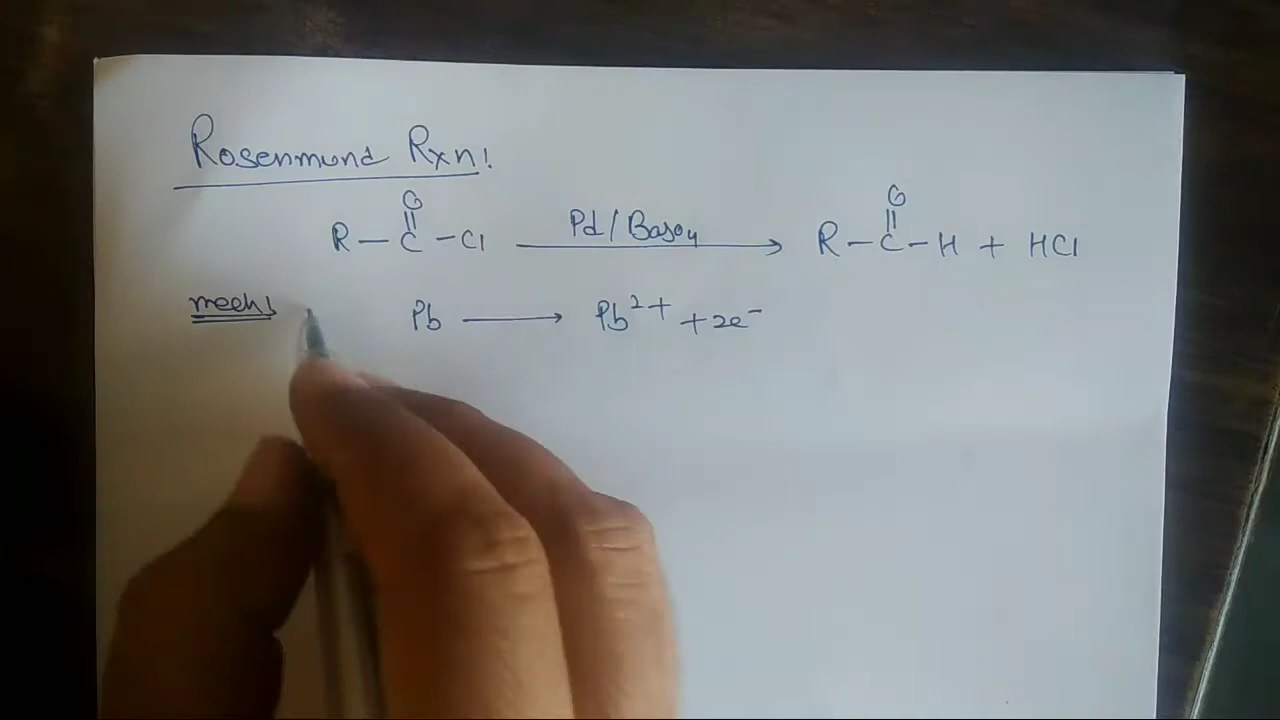 Rosenmund Rxn!
O O
R — C — Cl Pd/BaSO4 → R — C — H + HCl
mech! Pb → Pb2+ + 2e-